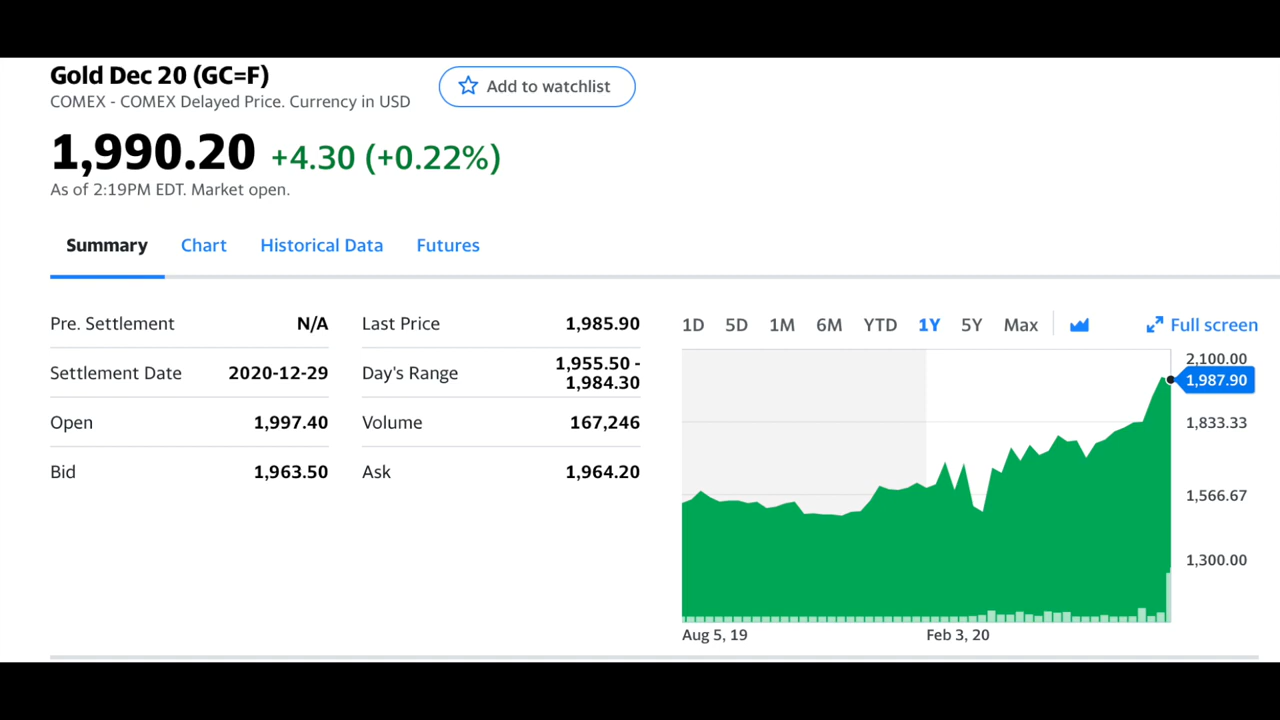 Gold Dec 20 (GC=F)
COMEX - COMEX Delayed Price. Currency in USD
Add to watchlist
1,990.20 +4.30 (+0.22%)
As of 2:19PM EDT. Market open.
Summary Chart Historical Data Futures
Pre. Settlement N/A
Settlement Date 2020-12-29
Open 1,997.40
Bid 1,963.50
Last Price 1,985.90
Day's Range 1,955.50 -
1,984.30
Volume 167,246
Ask 1,964.20
1D 5D 1M 6M YTD 1Y 5Y Max Full screen
2,100.00
1,987.90
1,833.33
1,566.67
1,300.00
Aug 5, 19 Feb 3, 20